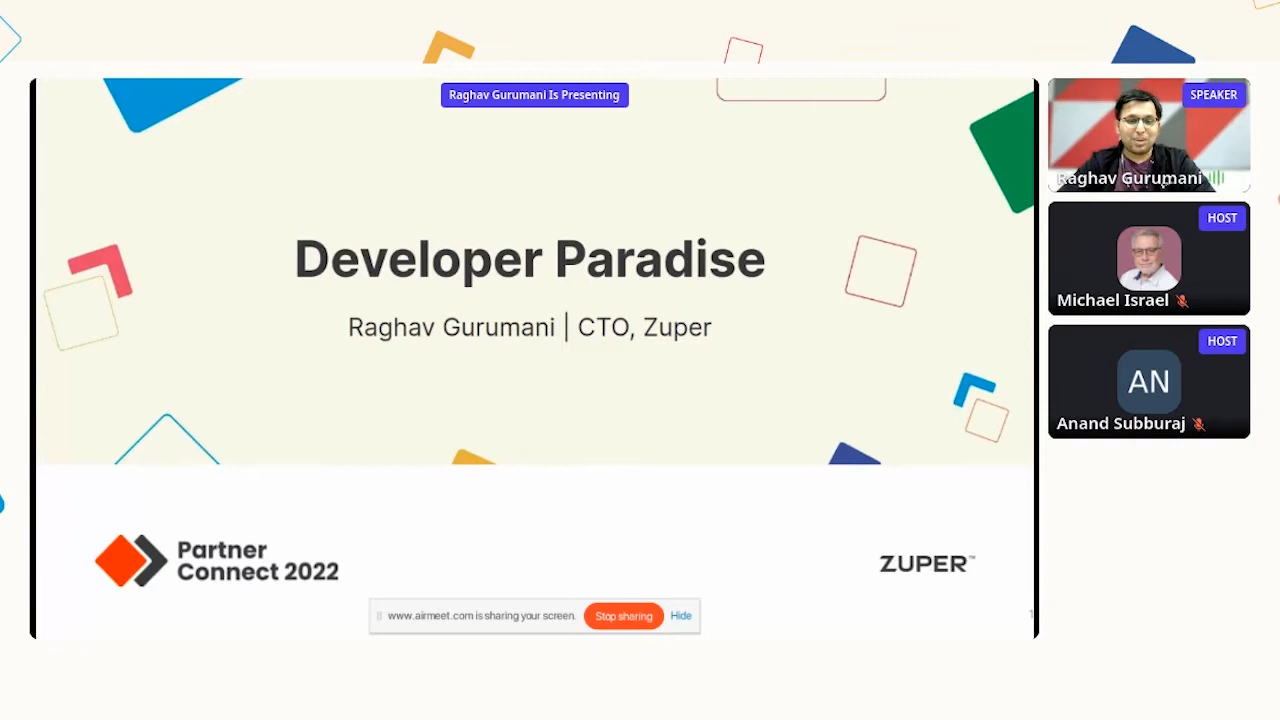 Raghav Gurumani Is Presenting
Developer Paradise
Raghav Gurumani | CTO, Zuper
Partner
Connect 2022
ZUPER™
www.airmeet.com is sharing your screen.
Stop sharing
Hide
SPEAKER
Raghav Gurumani
HOST
Michael Israel
HOST
AN
Anand Subburaj